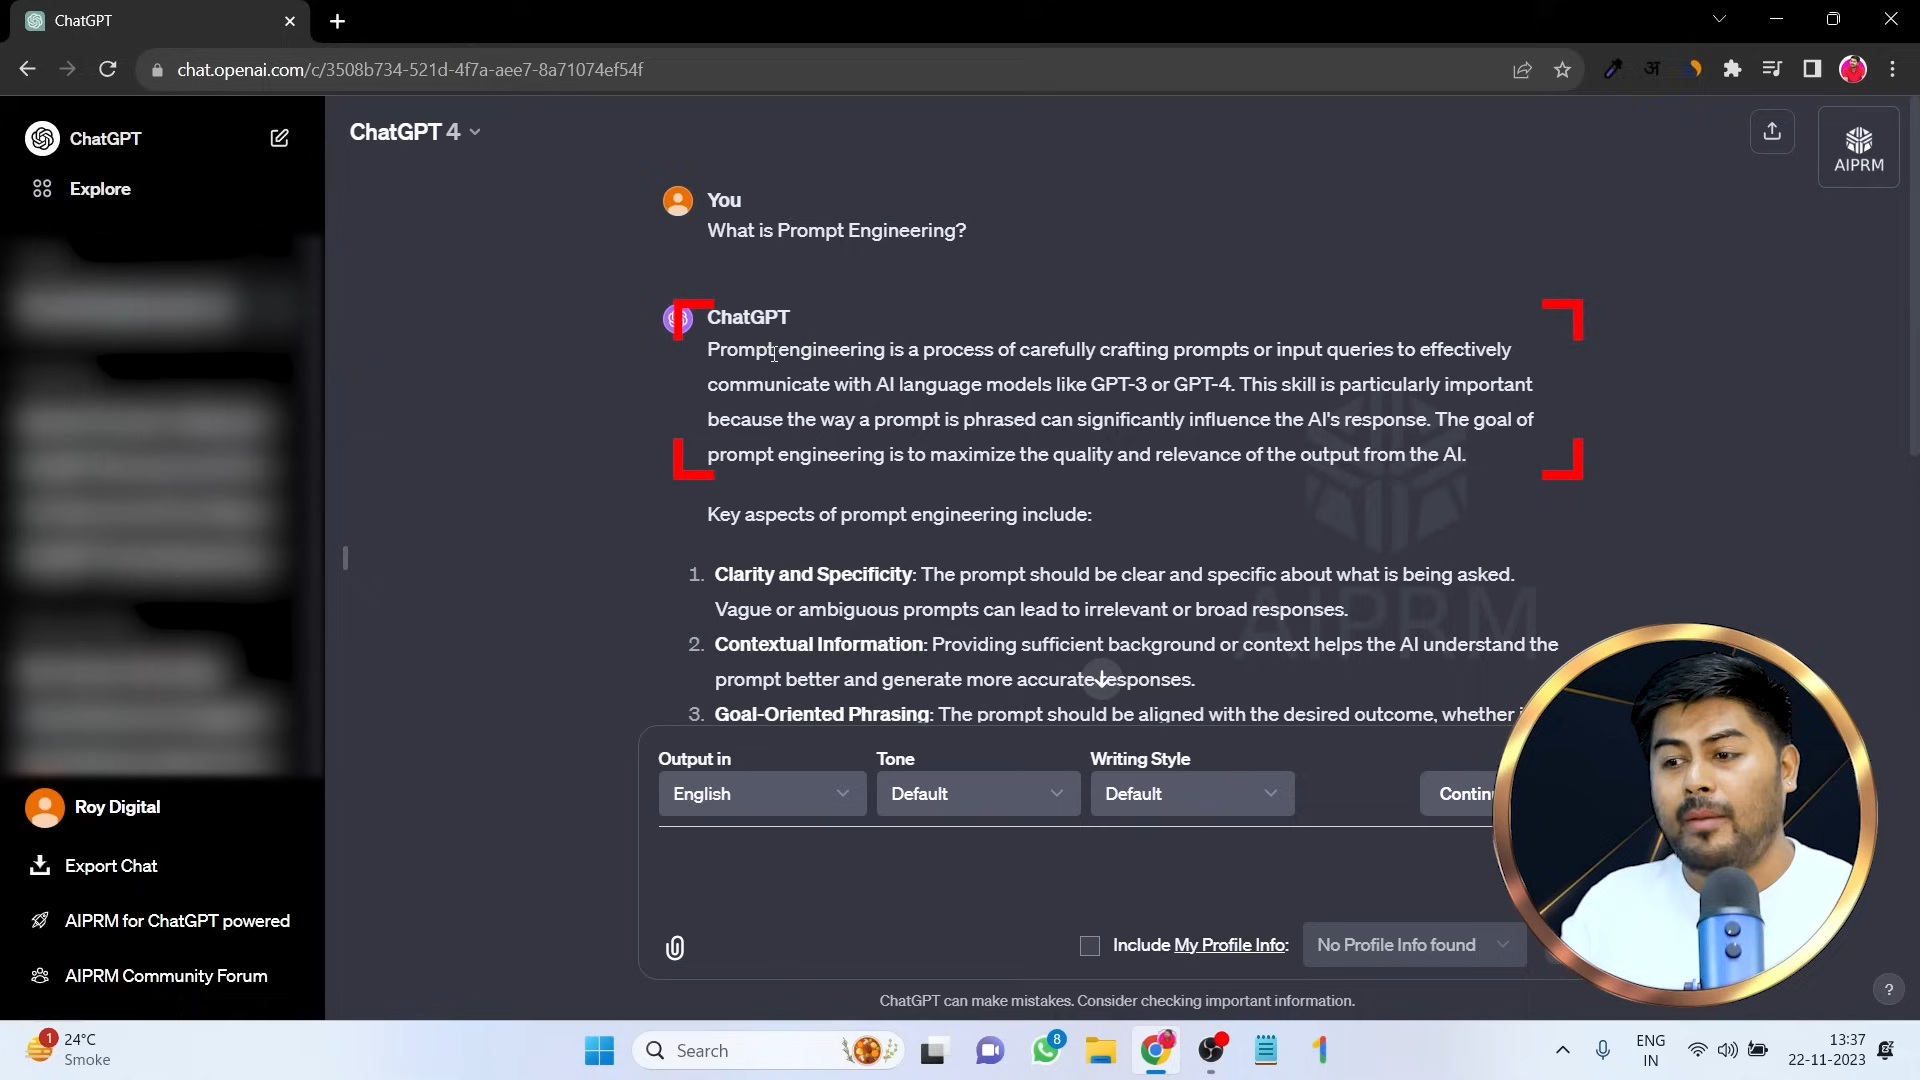 ChatGPT
chat.openai.com/c/3508b734-521d-4f7a-aee7-8a71074ef54f
अ
ChatGPT
Explore
ChatGPT 4
AIPRM
You
What is Prompt Engineering?
ChatGPT
Prompt engineering is a process of carefully crafting prompts or input queries to effectively
communicate with AI language models like GPT-3 or GPT-4. This skill is particularly important
because the way a prompt is phrased can significantly influence the AI's response. The goal of
prompt engineering is to maximize the quality and relevance of the output from the AI.
Key aspects of prompt engineering include:
1. Clarity and Specificity: The prompt should be clear and specific about what is being asked.
Vague or ambiguous prompts can lead to irrelevant or broad responses.
AIPRM
2. Contextual Information: Providing sufficient background or context helps the AI understand the
prompt better and generate more accurate responses.
3. Goal-Oriented Phrasing: The prompt should be aligned with the desired outcome, whether
Output in
Tone
Writing Style
English
Default
Default
Continu
Roy Digital
Export Chat
AIPRM for ChatGPT powered
AIPRM Community Forum
Include My Profile Info:
No Profile Info found
ChatGPT can make mistakes. Consider checking important information.
?
1
24°C
Smoke
Search
8
ENG
IN
13:37
22-11-2023